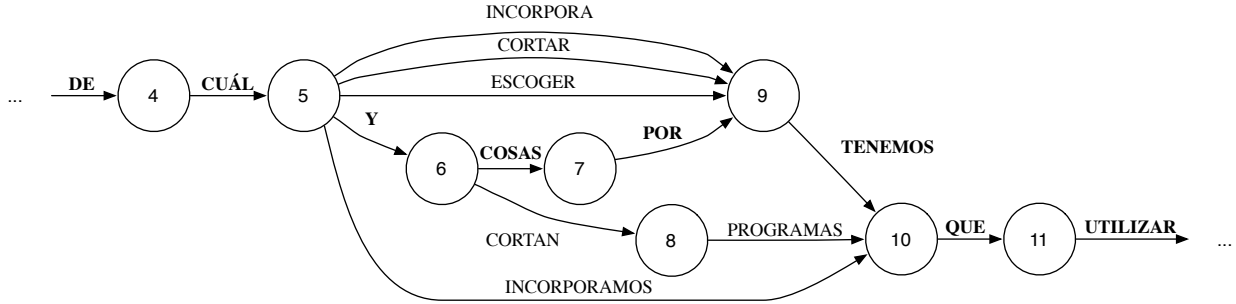 INCORPORA
CORTAR
ESCOGER
... DE 4 CUÁL 5 9 ...
Y
6 COSAS 7 POR
TENEMOS
CORTAN 8 PROGRAMAS 10 QUE 11 UTILIZAR ...
INCORPORAMOS